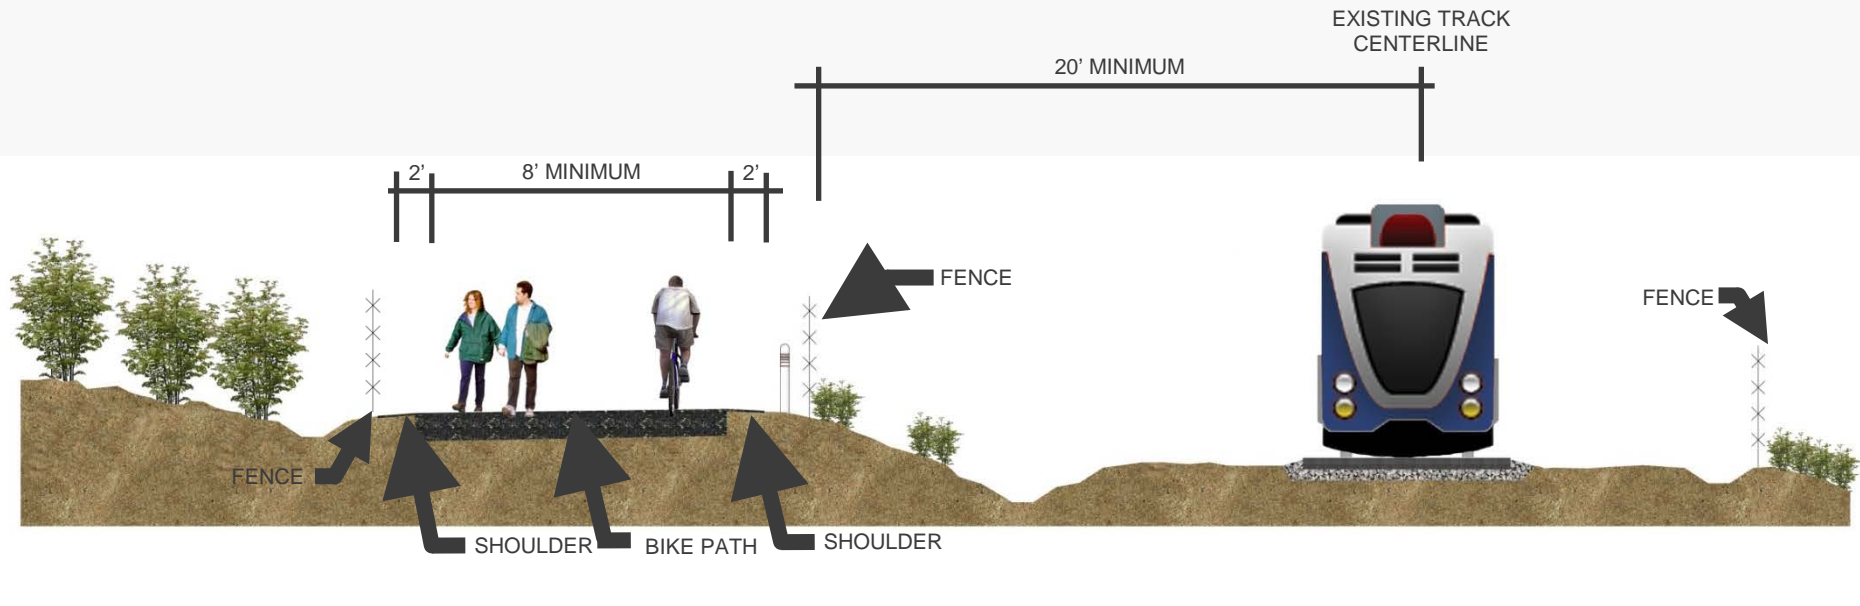 EXISTING TRACK
CENTERLINE
20’ MINIMUM
2’
8’ MINIMUM
2’
FENCE
FENCE
FENCE
SHOULDER
BIKE PATH
SHOULDER